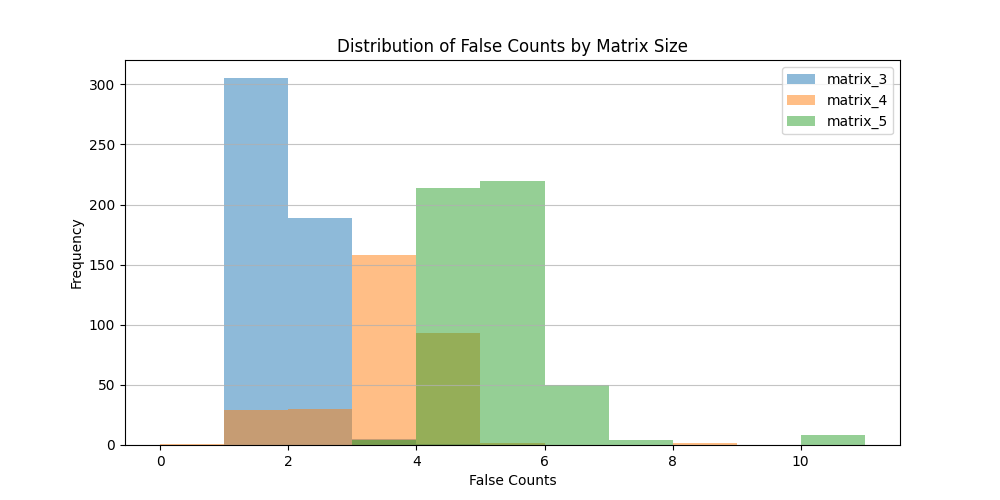 Distribution of False Counts by Matrix Size
matrix_3
matrix_4
matrix_5
Frequency
300
250
200
150
100
50
0
0 2 4 6 8 10
False Counts